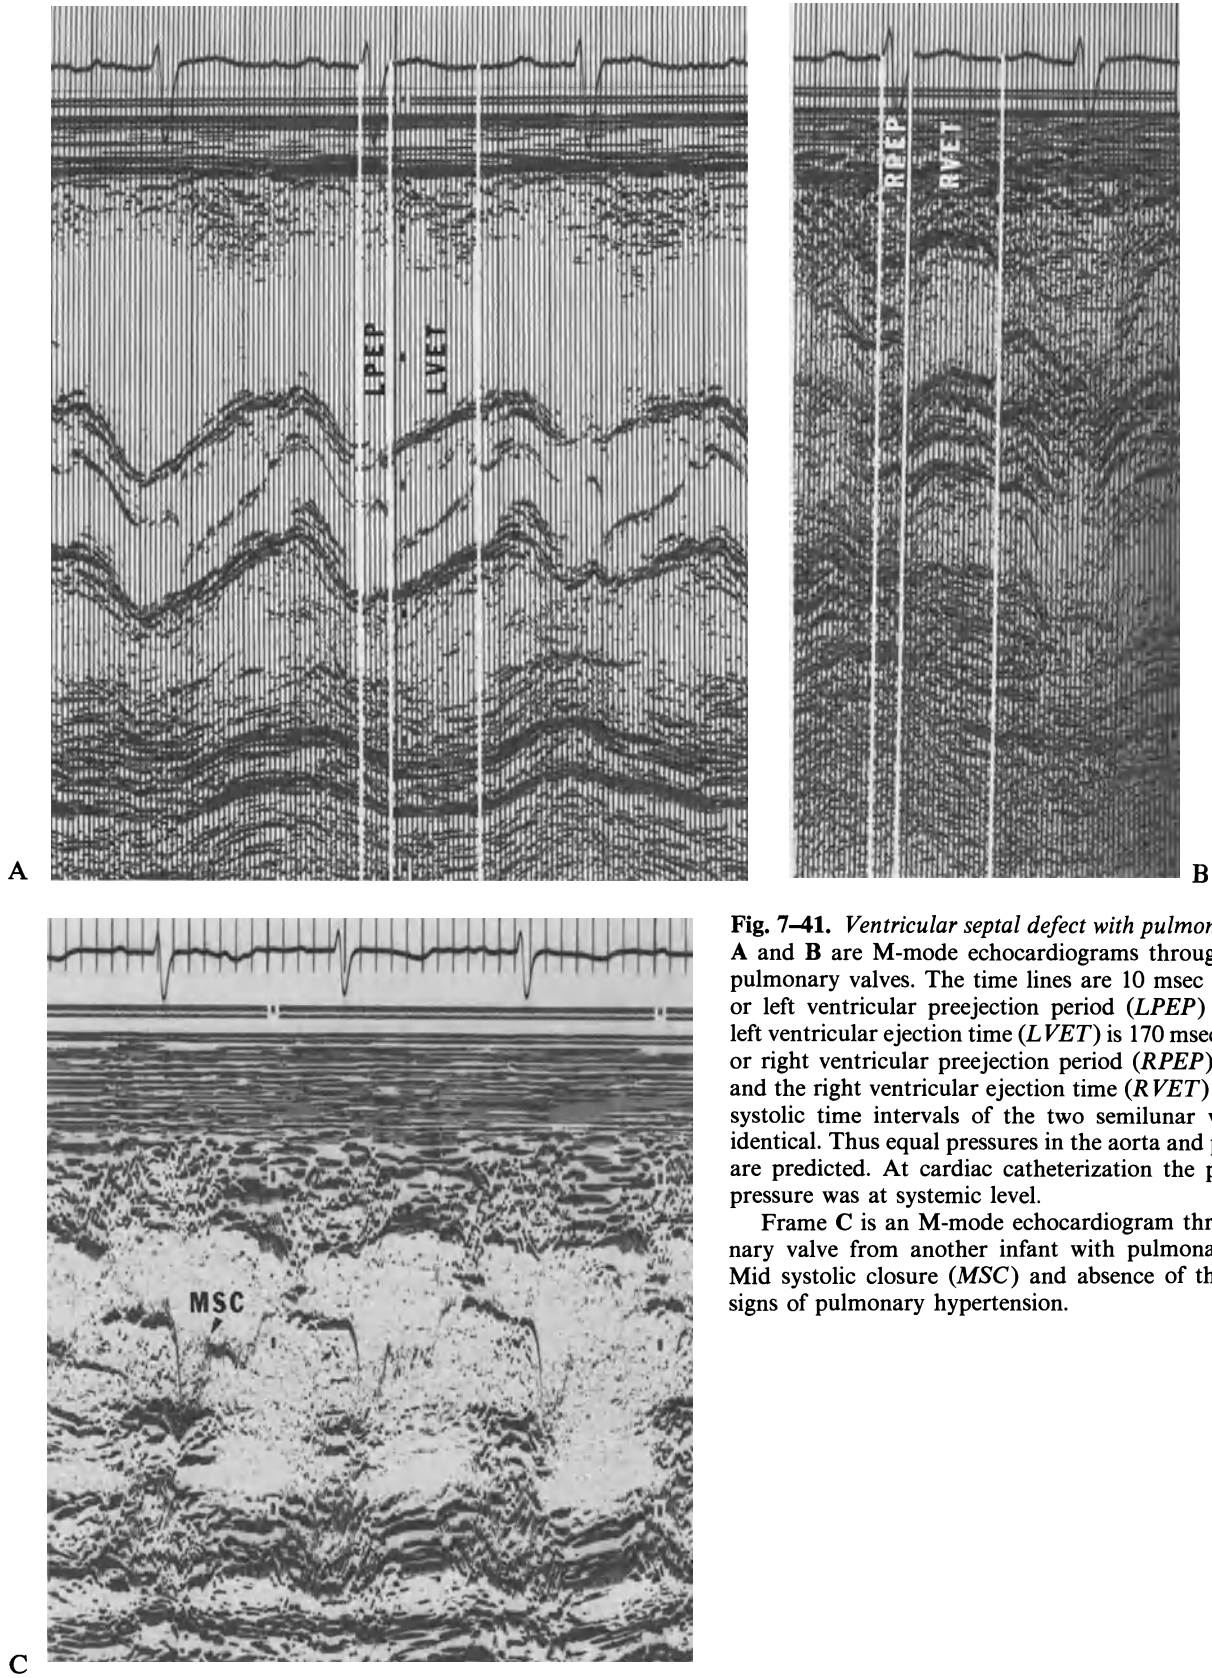 LPEP
LVET
RPEP
RVET
A
B
Fig. 7–41. Ventricular septal defect with pulmon
A and B are M-mode echocardiograms throug
pulmonary valves. The time lines are 10 msec
or left ventricular preejection period (LPEP)
left ventricular ejection time (LVET) is 170 msec
or right ventricular preejection period (RPEP)
and the right ventricular ejection time (RVET)
systolic time intervals of the two semilunar v
identical. Thus equal pressures in the aorta and
are predicted. At cardiac catheterization the p
pressure was at systemic level.
Frame C is an M-mode echocardiogram thr
nary valve from another infant with pulmona
Mid systolic closure (MSC) and absence of th
signs of pulmonary hypertension.
MSC
C